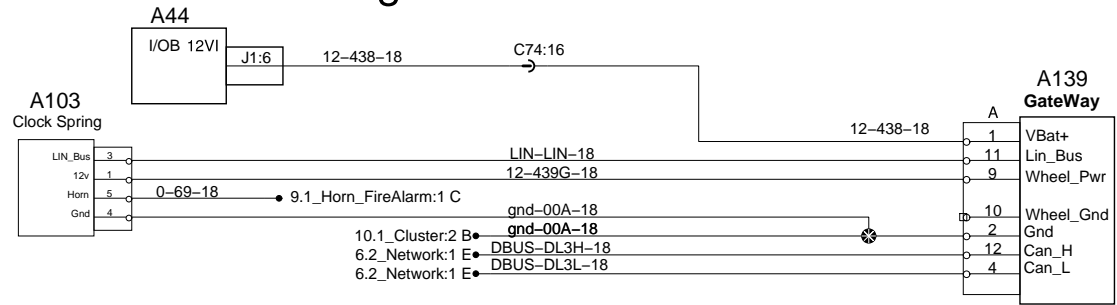 A44
I/OB 12VI
J1:6
12-438-18
C74:16
A139
GateWay
A103
Clock Spring
A
12-438-18
1 VBat+
LIN_Bus 3 LIN-LIN-18 11 Lin_Bus
12v 1 12-439G-18 9 Wheel_Pwr
Horn 5 0-69-18 9.1_Horn_FireAlarm:1 C
Gnd 4 gnd-00A-18 10 Wheel_Gnd
10.1_Cluster:2 B gnd-00A-18 2 Gnd
6.2_Network:1 E DBUS-DL3H-18 12 Can_H
6.2_Network:1 E DBUS-DL3L-18 4 Can_L